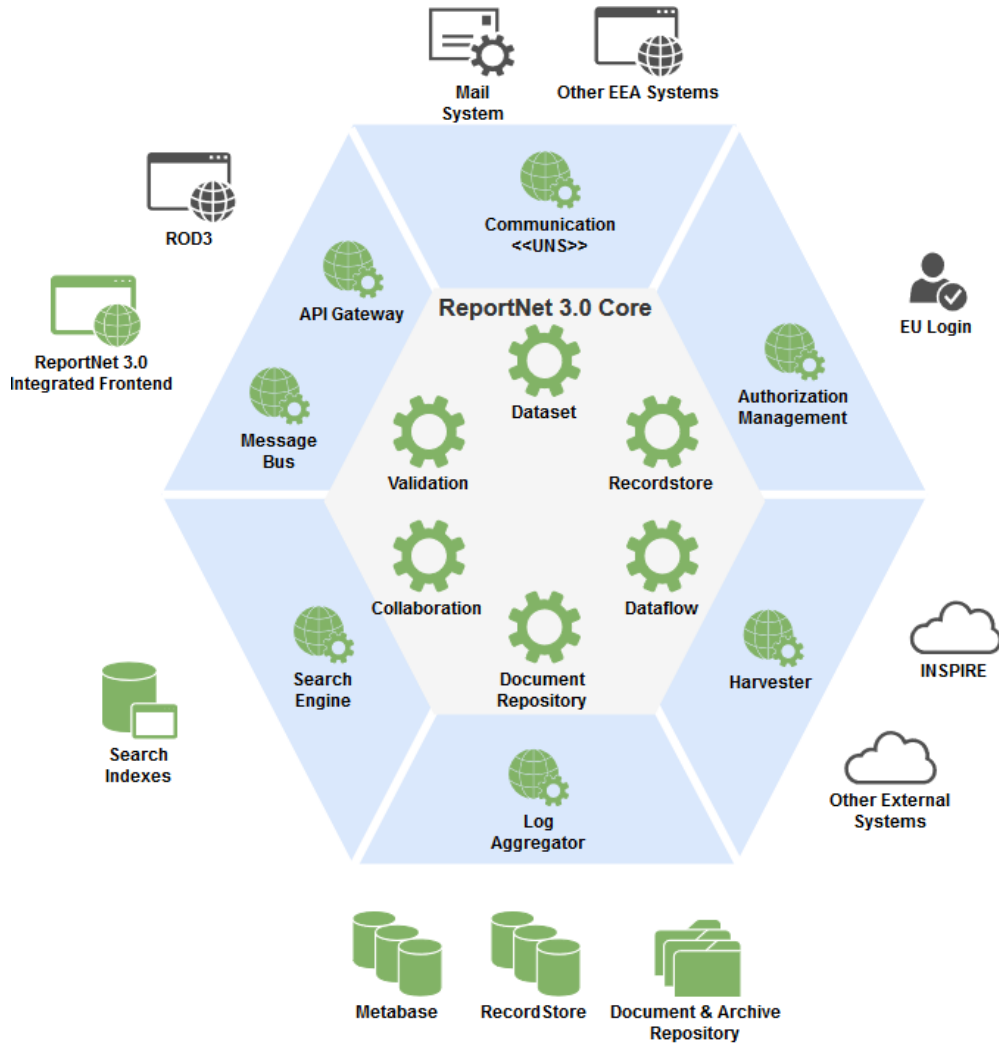 Mail
System
Other EEA Systems
ROD3
Communication
<<UNS>>
API Gateway
ReportNet 3.0 Core
EU Login
ReportNet 3.0
Integrated Frontend
Dataset
Authorization
Management
Message
Bus
Validation
Recordstore
Collaboration
Dataflow
Search
Engine
Document
Repository
Harvester
INSPIRE
Search
Indexes
Other External
Systems
Log
Aggregator
Metabase
RecordStore
Document & Archive
Repository